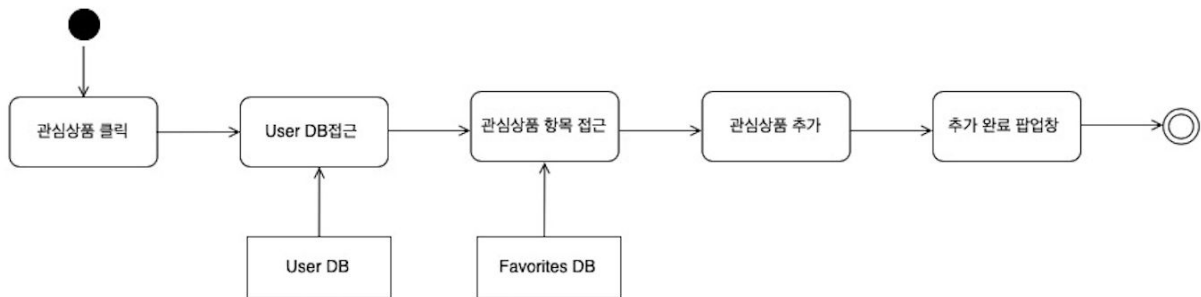 관심상품 클릭
User DB접근
관심상품 항목 접근
관심상품 추가
추가 완료 팝업창
User DB
Favorites DB